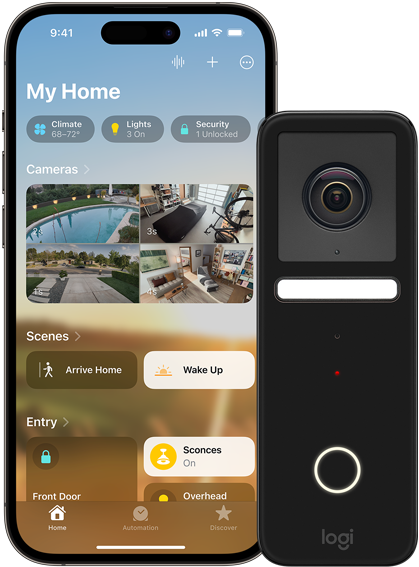 9:41
My Home
Climate
68–72°
Lights
3 On
Security
1 Unlocked
Cameras
3s
4s
Scenes
Arrive Home
Wake Up
Entry
Sconces
On
Front Door
Overhead
Home
Automation
Discover
logi